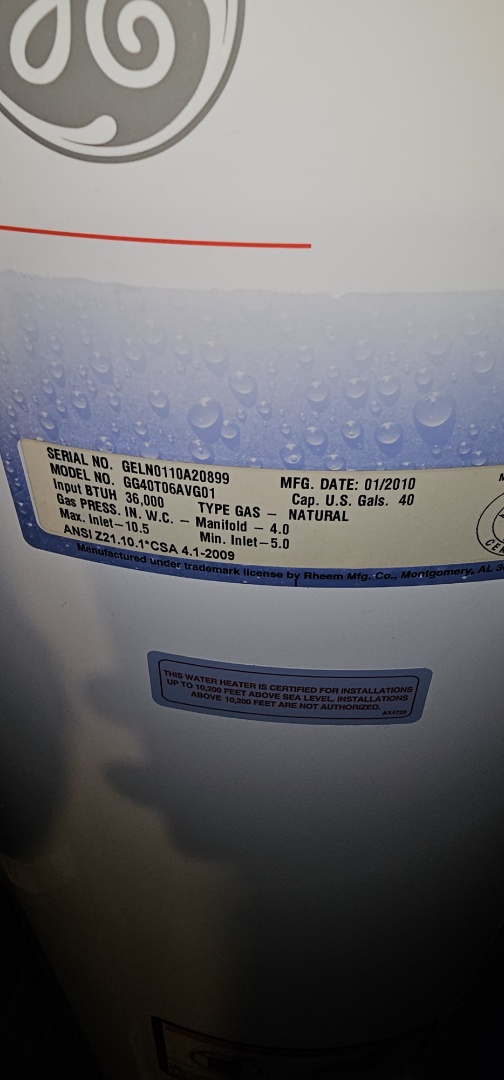 SERIAL NO. GELN0110A20899 MFG. DATE: 01/2010
MODEL NO. GG40T06AVG01 Cap. U.S. Gals. 40
Input BTUH 36,000 TYPE GAS – NATURAL
Gas PRESS. IN. W.C. – Manifold – 4.0
Max. Inlet–10.5 Min. Inlet–5.0
ANSI Z21.10.1*CSA 4.1-2009
Manufactured under trademark license by Rheem Mfg. Co., Montgomery, AL
THIS WATER HEATER IS CERTIFIED FOR INSTALLATIONS
UP TO 10,200 FEET ABOVE SEA LEVEL. INSTALLATIONS
ABOVE 10,200 FEET ARE NOT AUTHORIZED.